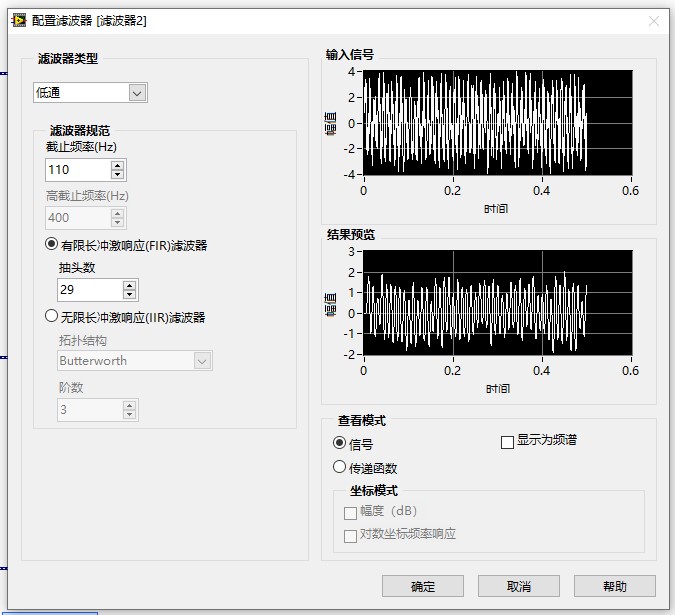 配置滤波器 [滤波器2]
滤波器类型
低通
滤波器规范
截止频率(Hz)
110
高截止频率(Hz)
400
有限长冲激响应(FIR)滤波器
抽头数
29
无限长冲激响应(IIR)滤波器
拓扑结构
Butterworth
阶数
3
输入信号
幅值
4
2
0
-2
-4
0
0.2
0.4
0.6
时间
结果预览
幅值
3
2
1
0
-1
-2
0
0.2
0.4
0.6
时间
查看模式
信号
显示为频谱
传递函数
坐标模式
幅度（dB）
对数坐标频率响应
确定
取消
帮助